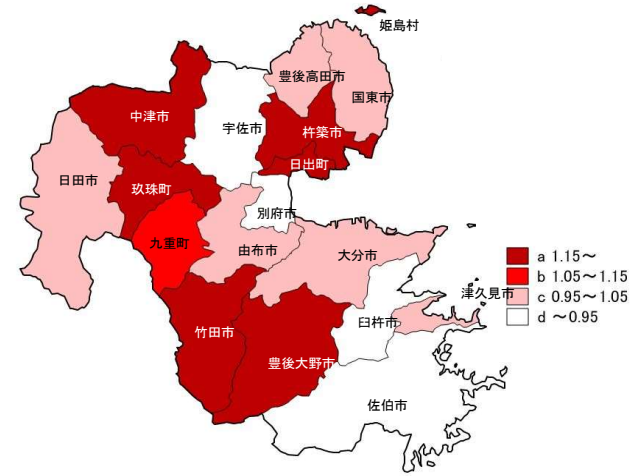 姫島村
豊後高田市
国東市
中津市
宇佐市
杵築市
日出町
日田市
玖珠町
別府市
九重町
由布市
大分市
a 1.15～
b 1.05～1.15
津久見市
c 0.95～1.05
d ～0.95
臼杵市
竹田市
豊後大野市
佐伯市